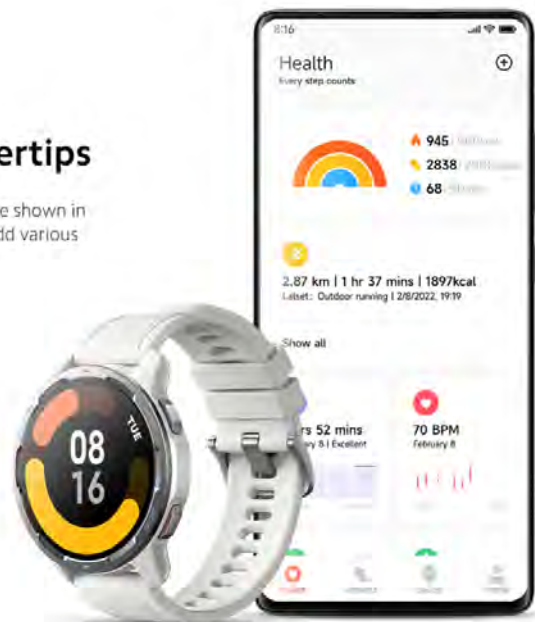 ertips
e shown in
dd various
8:16
Health
Every step counts
945
2838
68
2.87 km | 1 hr 37 mins | 1897kcal
Outdoor running | 2/8/2022, 19:19
Show all
rs 52 mins
ry 8 | Excellent
70 BPM
February 8
TUE
08
16